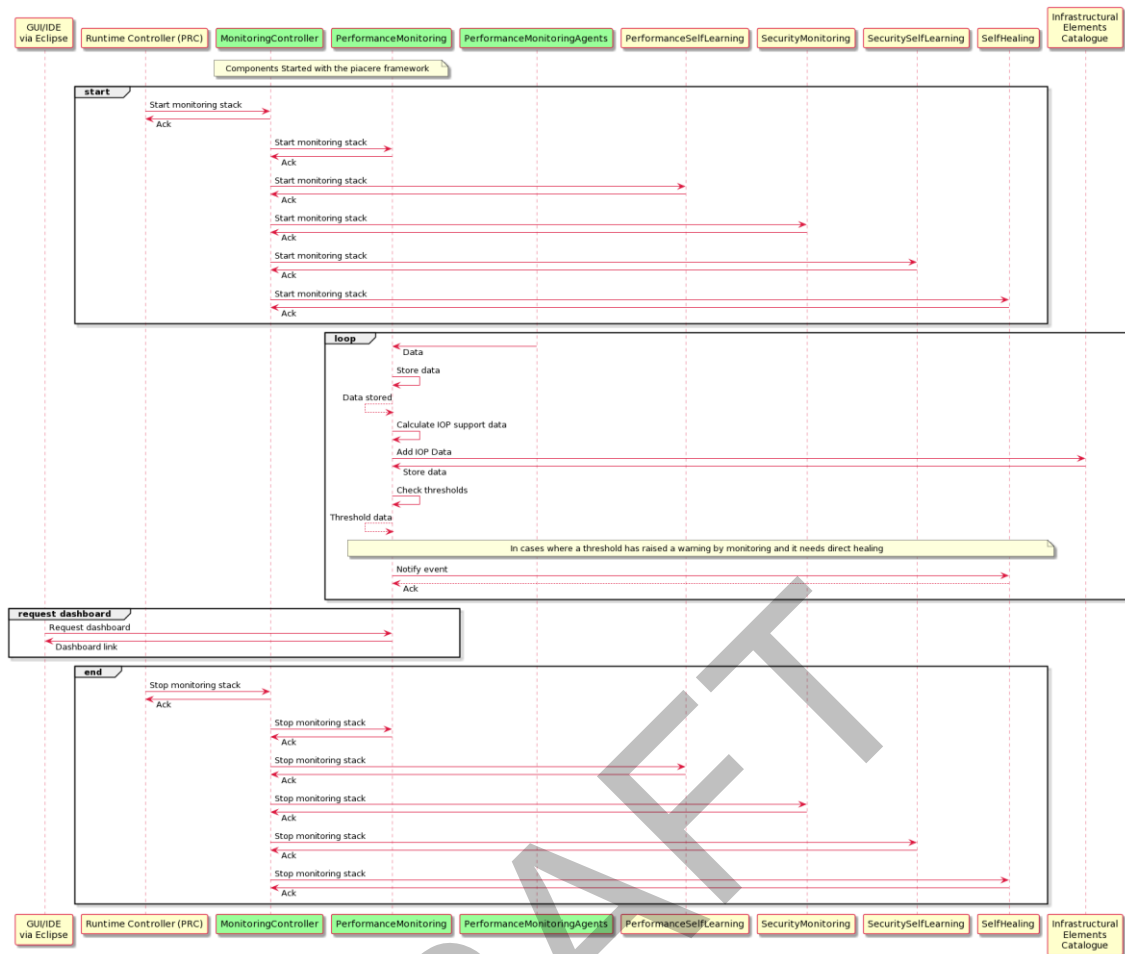 GUI/IDE
via Eclipse
Runtime Controller (PRC)
MonitoringController
PerformanceMonitoring
PerformanceMonitoringAgents
PerformanceSelfLearning
SecurityMonitoring
SecuritySelfLearning
SelfHealing
Infrastructural
Elements
Catalogue
Components Started with the piacere framework
start
Start monitoring stack
Ack
Start monitoring stack
Ack
Start monitoring stack
Ack
Start monitoring stack
Ack
Start monitoring stack
Ack
Start monitoring stack
Ack
loop
Data
Store data
Data stored
Calculate IOP support data
Add IOP Data
Store data
Check thresholds
Threshold data
In cases where a threshold has raised a warning by monitoring and it needs direct healing
Notify event
Ack
request dashboard
Request dashboard
Dashboard link
end
Stop monitoring stack
Ack
Stop monitoring stack
Ack
Stop monitoring stack
Ack
Stop monitoring stack
Ack
Stop monitoring stack
Ack
Stop monitoring stack
Ack
GUI/IDE
via Eclipse
Runtime Controller (PRC)
MonitoringController
PerformanceMonitoring
PerformanceMonitoringAgents
PerformanceSelfLearning
SecurityMonitoring
SecuritySelfLearning
SelfHealing
Infrastructural
Elements
Catalogue